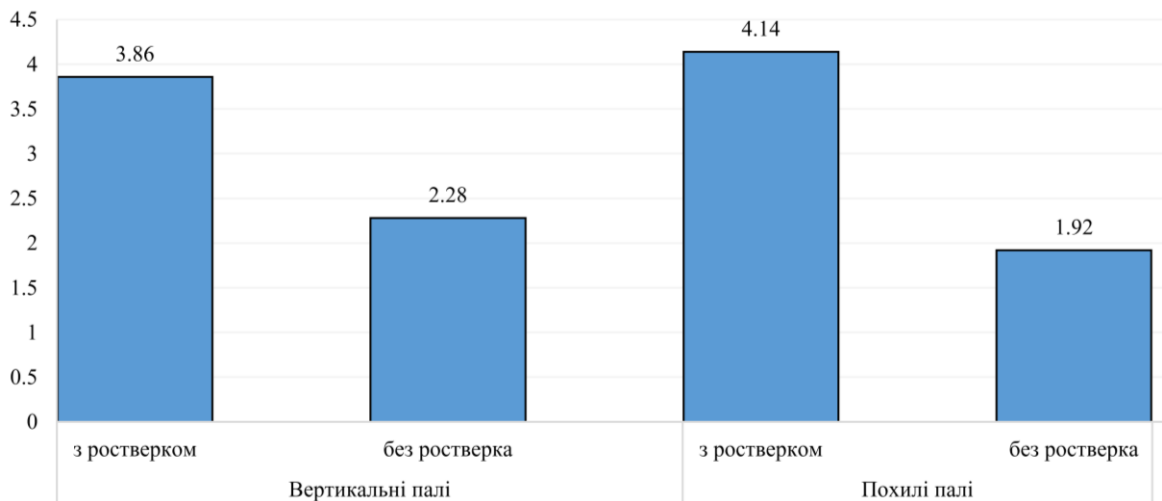 4.5
4
3.5
3
2.5
2
1.5
1
0.5
0
3.86
2.28
4.14
1.92
з ростверком
без ростверка
з ростверком
без ростверка
Вертикальні палі
Похилі палі